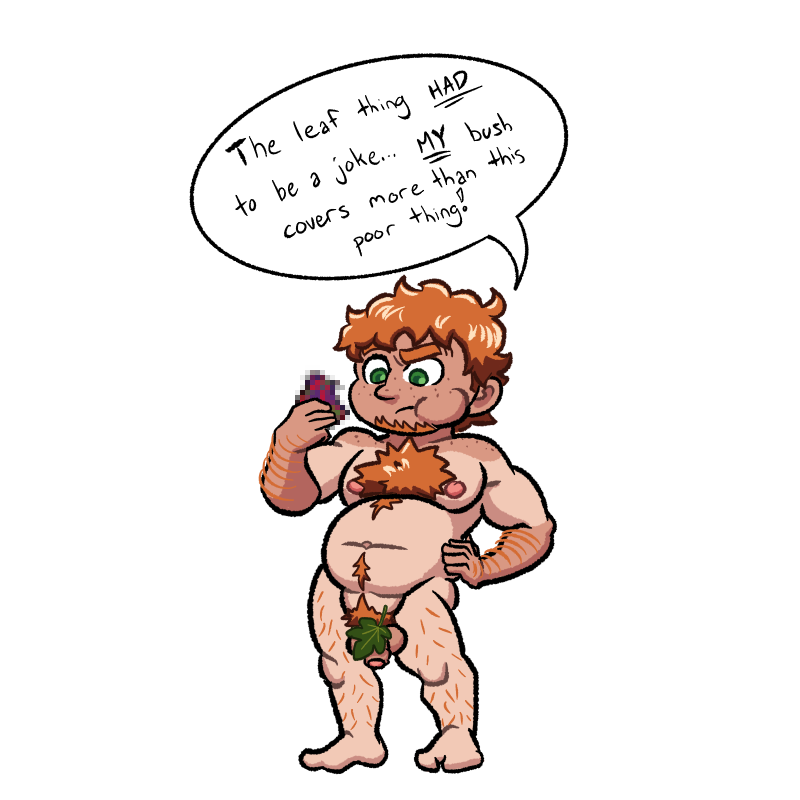 The leaf thing HAD
to be a joke... MY bush
covers more than this
poor thing!